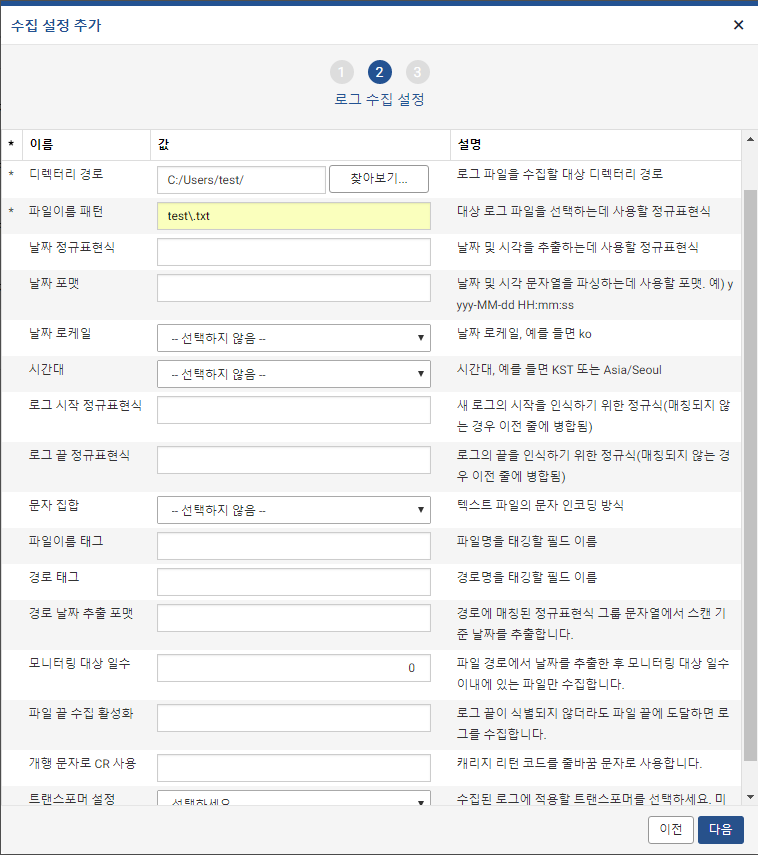 수집 설정 추가 ×
1 2 3
로그 수집 설정
* 이름 값 설명
* 디렉터리 경로 C:/Users/test/ 찾아보기... 로그 파일을 수집할 대상 디렉터리 경로
* 파일이름 패턴 test\.txt 대상 로그 파일을 선택하는데 사용할 정규표현식
날짜 정규표현식 날짜 및 시각을 추출하는데 사용할 정규표현식
날짜 포맷 날짜 및 시각 문자열을 파싱하는데 사용할 포맷. 예) y
yyy-MM-dd HH:mm:ss
날짜 로케일 -- 선택하지 않음 -- 날짜 로케일, 예를 들면 ko
시간대 -- 선택하지 않음 -- 시간대, 예를 들면 KST 또는 Asia/Seoul
로그 시작 정규표현식 새 로그의 시작을 인식하기 위한 정규식(매칭되지 않
는 경우 이전 줄에 병합됨)
로그 끝 정규표현식 로그의 끝을 인식하기 위한 정규식(매칭되지 않는 경
우 이전 줄에 병합됨)
문자 집합 -- 선택하지 않음 -- 텍스트 파일의 문자 인코딩 방식
파일이름 태그 파일명을 태깅할 필드 이름
경로 태그 경로명을 태깅할 필드 이름
경로 날짜 추출 포맷 경로에 매칭된 정규표현식 그룹 문자열에서 스캔 기
준 날짜를 추출합니다.
모니터링 대상 일수 0 파일 경로에서 날짜를 추출한 후 모니터링 대상 일수
이내에 있는 파일만 수집합니다.
파일 끝 수집 활성화 로그 끝이 식별되지 않더라도 파일 끝에 도달하면 로
그를 수집합니다.
개행 문자로 CR 사용 캐리지 리턴 코드를 줄바꿈 문자로 사용합니다.
트랜스포머 설정 선택하세요 수집된 로그에 적용할 트랜스포머를 선택하세요. 미
이전 다음